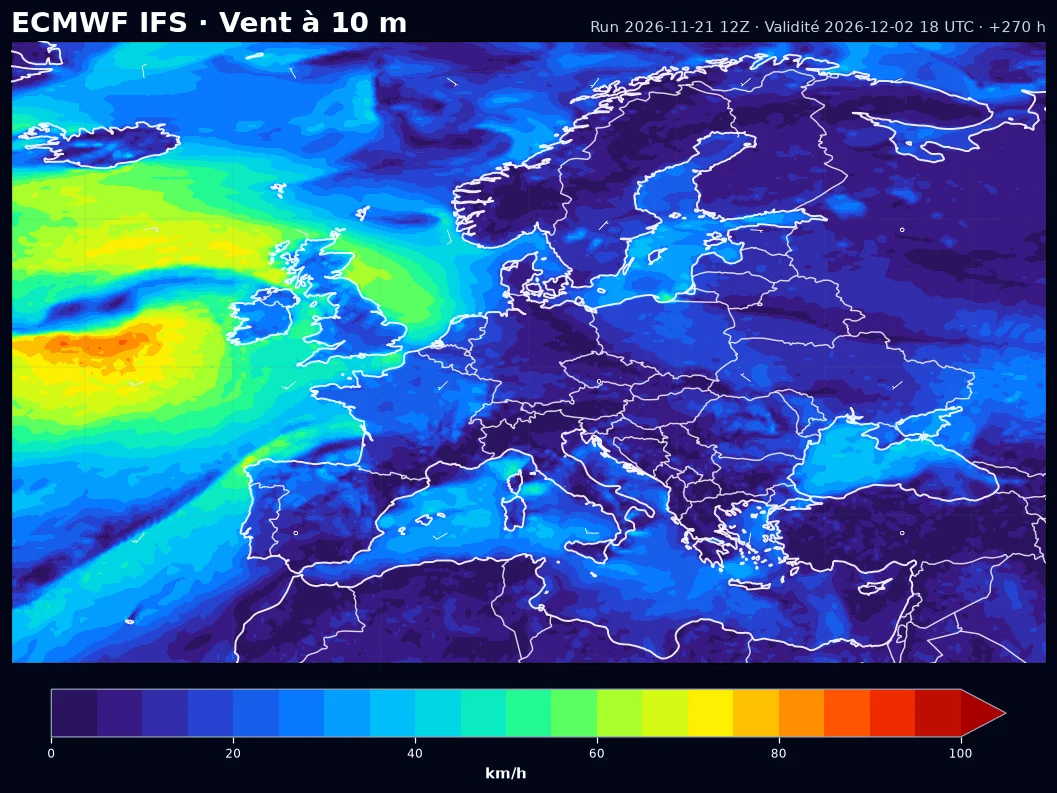 ECMWF IFS · Vent à 10 m
Run 2026-11-21 12Z · Validité 2026-12-02 18 UTC · +270 h
0 20 40 60 80 100
km/h